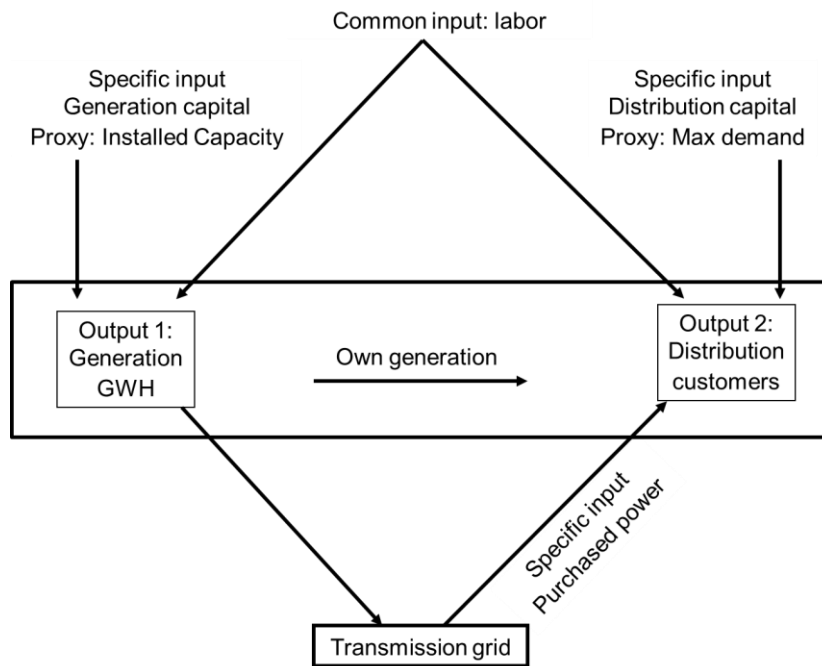 Common input: labor
Specific input
Generation capital
Proxy: Installed Capacity
Specific input
Distribution capital
Proxy: Max demand
Output 1:
Generation
GWH
Own generation
Output 2:
Distribution
customers
Specific input
Purchased power
Transmission grid